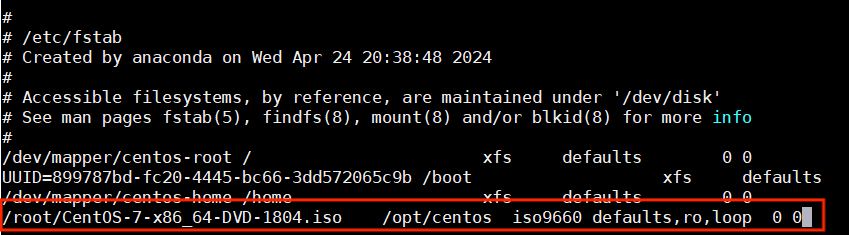 #
# /etc/fstab
# Created by anaconda on Wed Apr 24 20:38:48 2024
#
# Accessible filesystems, by reference, are maintained under '/dev/disk'
# See man pages fstab(5), findfs(8), mount(8) and/or blkid(8) for more info
#
/dev/mapper/centos-root / xfs defaults 0 0
UUID=899787bd-fc20-4445-bc66-3dd572065c9b /boot xfs defaults
/dev/mapper/centos-home /home xfs defaults 0 0
/root/CentOS-7-x86_64-DVD-1804.iso /opt/centos iso9660 defaults,ro,loop 0 0